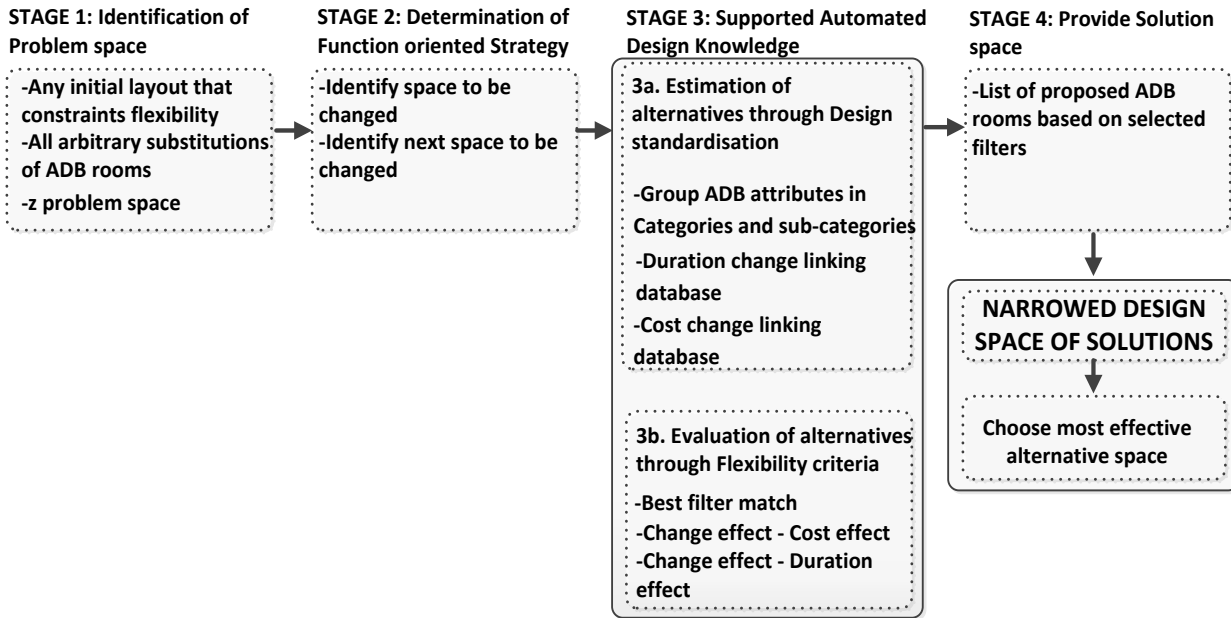 STAGE 1: Identification of
Problem space
-Any initial layout that
constraints flexibility
-All arbitrary substitutions
of ADB rooms
-z problem space
STAGE 2: Determination of
Function oriented Strategy
-Identify space to be
changed
-Identify next space to be
changed
STAGE 3: Supported Automated
Design Knowledge
3a. Estimation of
alternatives through Design
standardisation
-Group ADB attributes in
Categories and sub-categories
-Duration change linking
database
-Cost change linking
database
3b. Evaluation of alternatives
through Flexibility criteria
-Best filter match
-Change effect - Cost effect
-Change effect - Duration
effect
STAGE 4: Provide Solution
space
-List of proposed ADB
rooms based on selected
filters
NARROWED DESIGN
SPACE OF SOLUTIONS
Choose most effective
alternative space